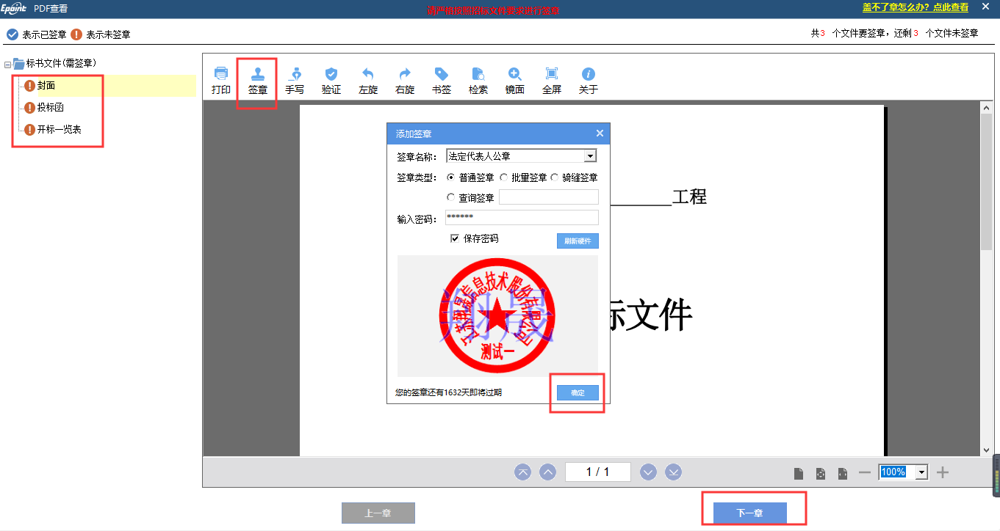 Epoint PDF查看
请严格按照招标文件要求进行签章
盖不了章怎么办？点此查看
表示已签章 表示未签章
共3 个文件要签章，还剩3 个文件未签章
标书文件(需签章)
封面
投标函
开标一览表
打印 签章 手写 验证 左旋 右旋 书签 检索 镜面 全屏 关于
添加签章
签章名称： 法定代表人公章
签章类型： 普通签章 批量签章 骑缝签章
查询签章
输入密码： ******
保存密码
刷新硬件
江苏翔晟信息技术股份有限公司
翔晟
测试一
您的签章还有1632天即将过期
确定
工程
标文件
1 / 1
100%
上一章
下一章